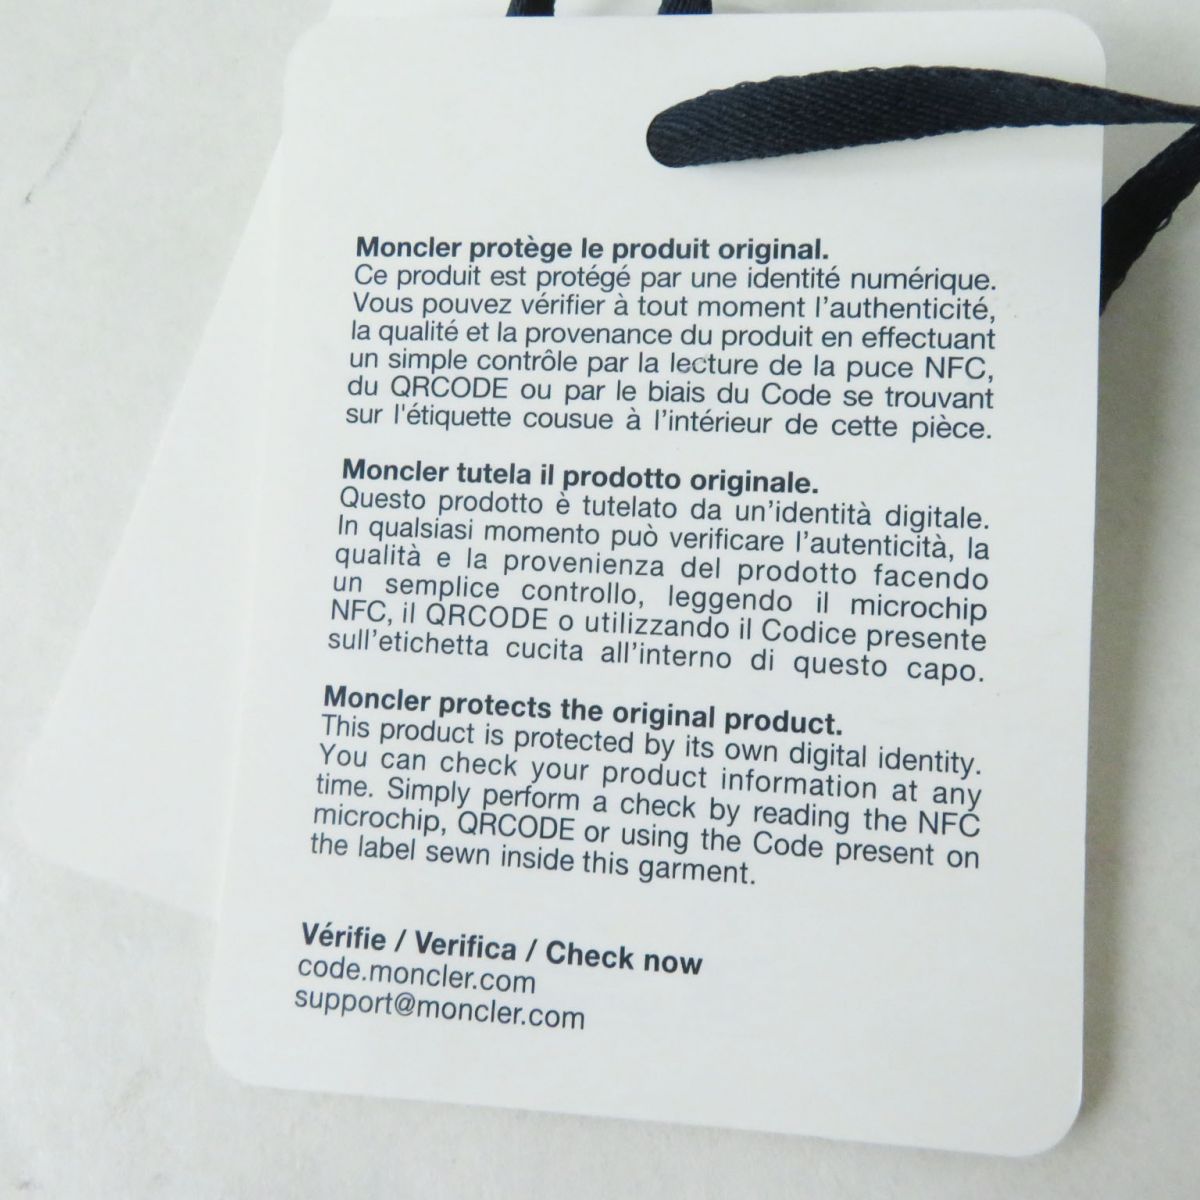 Moncler protège le produit original.
Ce produit est protégé par une identité numérique.
Vous pouvez vérifier à tout moment l’authenticité,
la qualité et la provenance du produit en effectuant
un simple contrôle par la lecture de la puce NFC,
du QRCODE ou par le biais du Code se trouvant
sur l'étiquette cousue à l’intérieur de cette pièce.
Moncler tutela il prodotto originale.
Questo prodotto è tutelato da un’identità digitale.
In qualsiasi momento può verificare l’autenticità, la
qualità e la provenienza del prodotto facendo
un semplice controllo, leggendo il microchip
NFC, il QRCODE o utilizzando il Codice presente
sull’etichetta cucita all’interno di questo capo.
Moncler protects the original product.
This product is protected by its own digital identity.
You can check your product information at any
time. Simply perform a check by reading the NFC
microchip, QRCODE or using the Code present on
the label sewn inside this garment.
Vérifie / Verifica / Check now
code.moncler.com
support@moncler.com